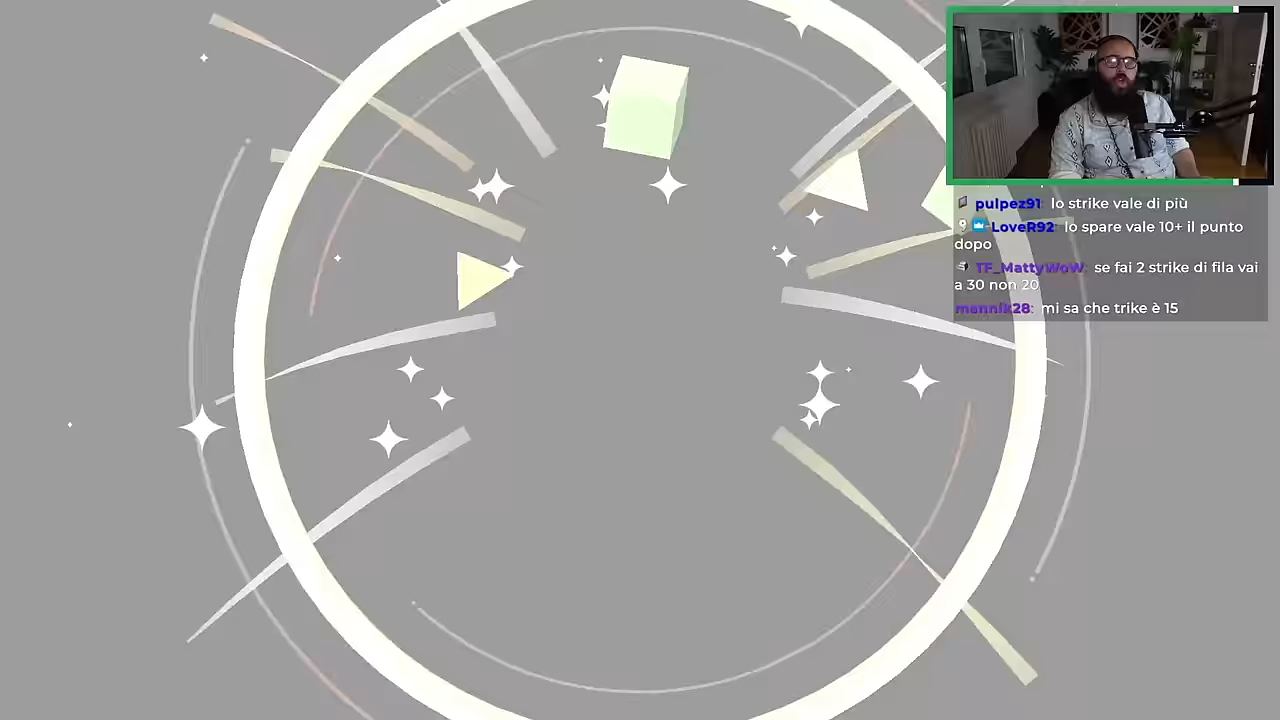 pulpez91: lo strike vale di più
LoveR92: lo spare vale 10+ il punto
dopo
TF_MattyWoW: se fai 2 strike di fila vai
a 30 non 20
mannik28: mi sa che trike è 15